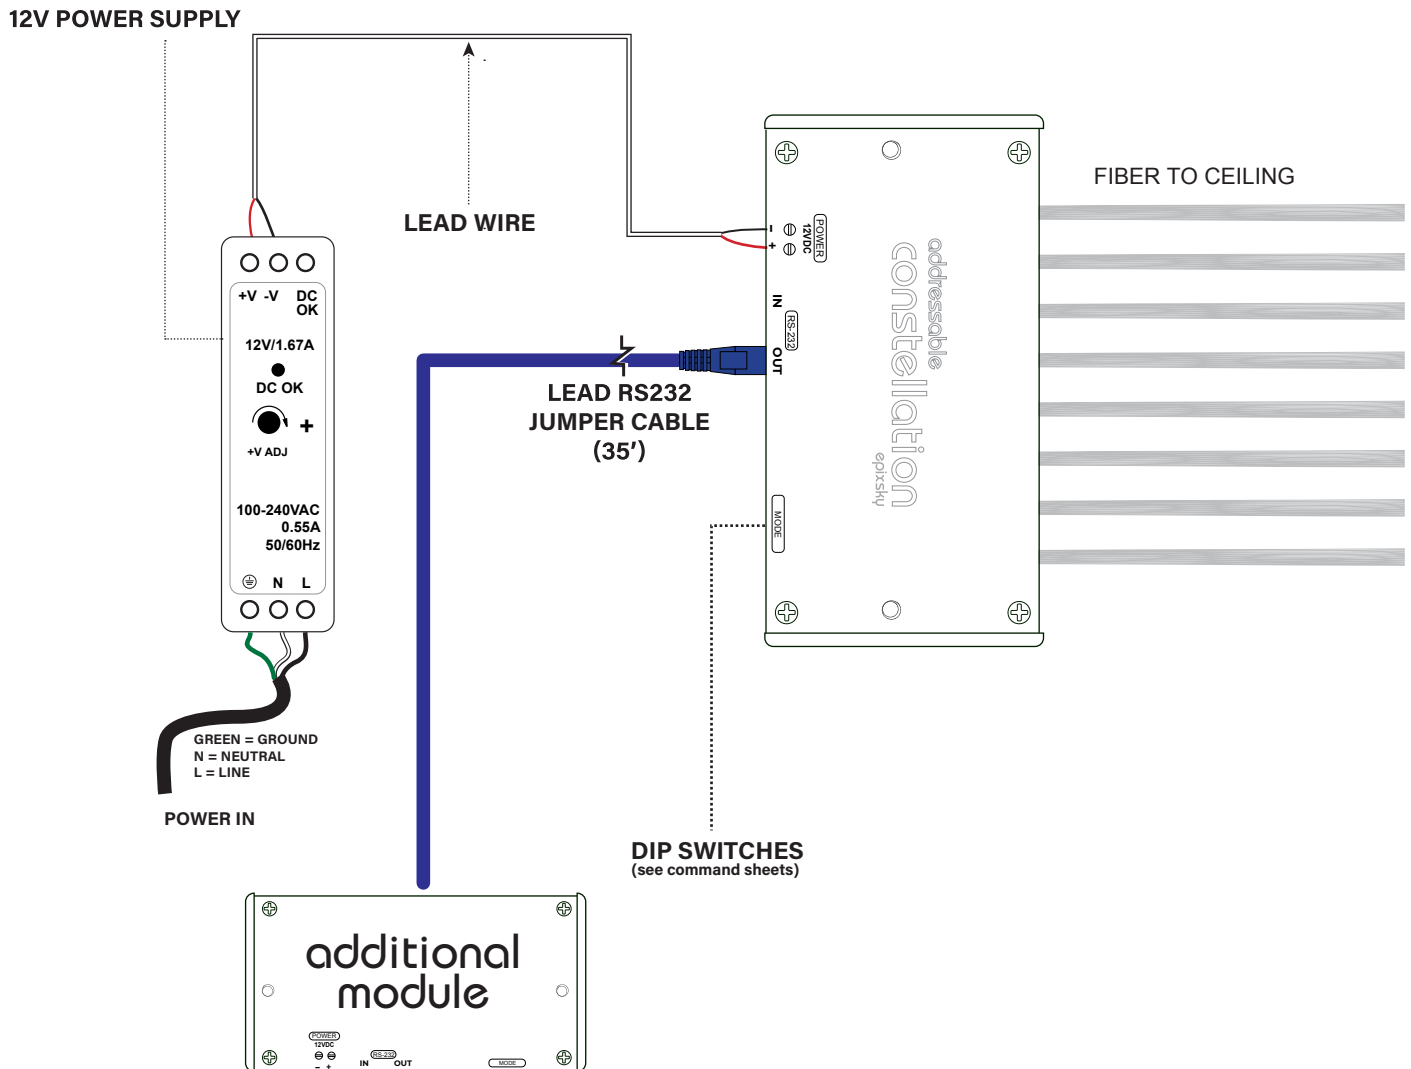 12V POWER SUPPLY
LEAD WIRE
FIBER TO CEILING
+V -V DC
OK
12V/1.67A
DC OK
+
+V ADJ
100-240VAC
0.55A
50/60Hz
N L
GREEN = GROUND
N = NEUTRAL
L = LINE
POWER IN
- 
+
12VDC
POWER
IN
RS-232
OUT
MODE
addressable
constellation
epixsky
LEAD RS232
JUMPER CABLE
(35')
DIP SWITCHES
(see command sheets)
additional
module
POWER
12VDC
- +
RS-232
IN OUT
MODE